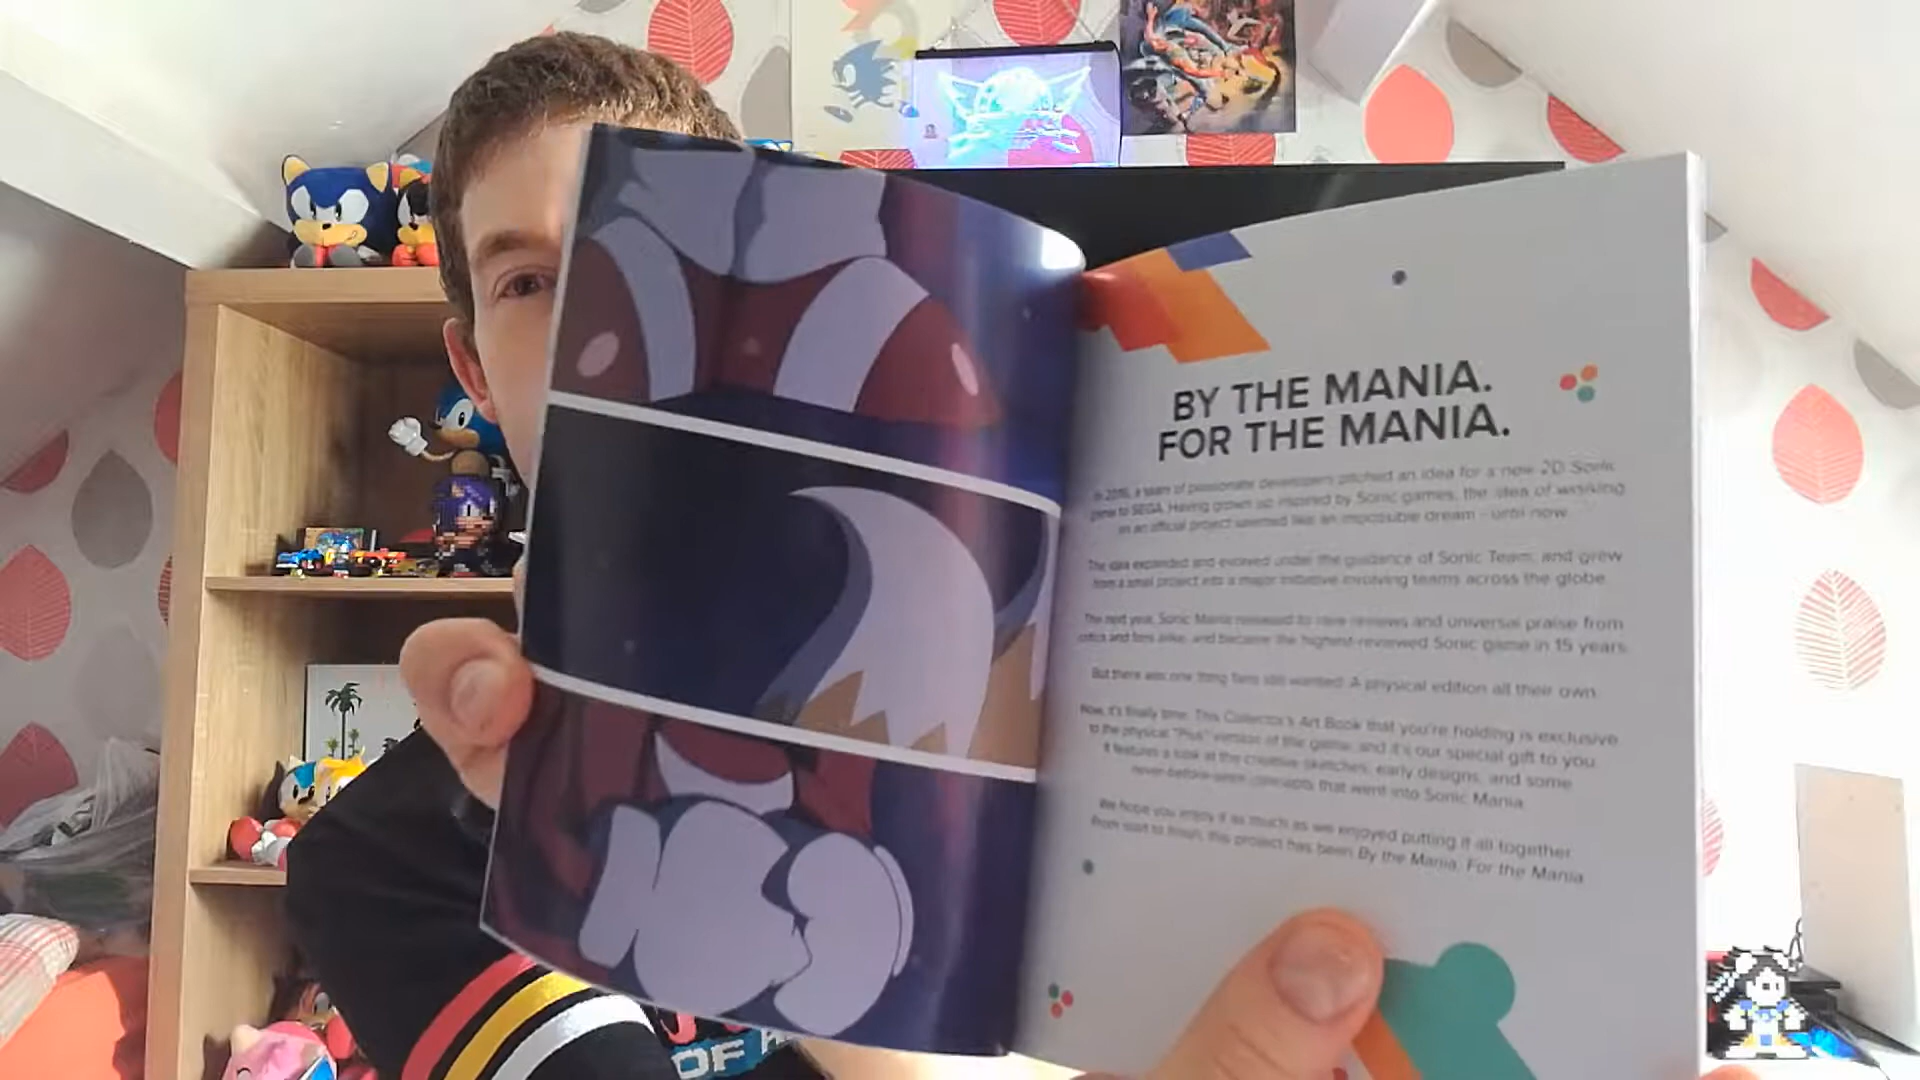 BY THE MANIA.
FOR THE MANIA.
In 2016, a team of passionate developers pitched an idea for a new 2D Sonic
game to SEGA. Having grown up inspired by Sonic games, the idea of working
on an official project seemed like an impossible dream – until now.
The idea expanded and evolved under the guidance of Sonic Team, and grew
from a small project into a major initiative involving teams across the globe.
The next year, Sonic Mania released to rave reviews and universal praise from
critics and fans alike, and became the highest-reviewed Sonic game in 15 years.
But there was one thing fans still wanted: A physical edition all their own.
Now, it's finally time. This Collector's Art Book that you're holding is exclusive
to the physical "Plus" version of the game, and it's our special gift to you.
It features a look at the creative sketches, early designs, and some
never-before-seen concepts that went into Sonic Mania.
We hope you enjoy it as much as we enjoyed putting it all together.
From start to finish, this project has been By the Mania, For the Mania.
OF